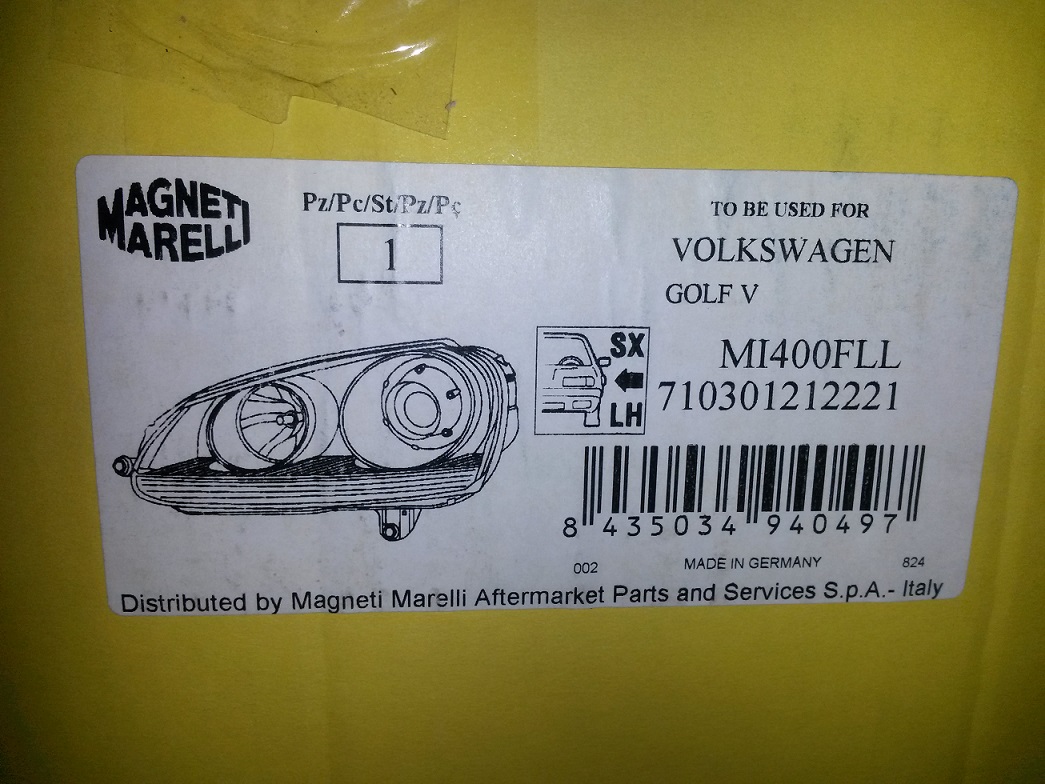 MAGNETI
MARELLI
Pz/Pc/St/Pz/Pç
1
TO BE USED FOR
VOLKSWAGEN
GOLF V
SX
LH
MI400FLL
710301212221
8 435034 940497
002 MADE IN GERMANY 824
Distributed by Magneti Marelli Aftermarket Parts and Services S.p.A.- Italy